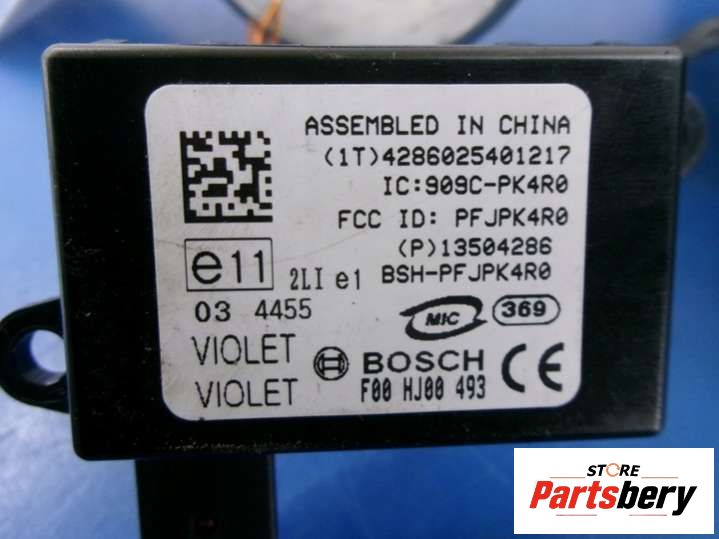 ASSEMBLED IN CHINA
(1T)4286025401217
IC:909C-PK4R0
FCC ID: PFJPK4R0
(P)13504286
e11 2LI e1 BSH-PFJPK4R0
03 4455 MIC 369
VIOLET
VIOLET
BOSCH CE
F00 HJ00 493
STORE
Partsbery